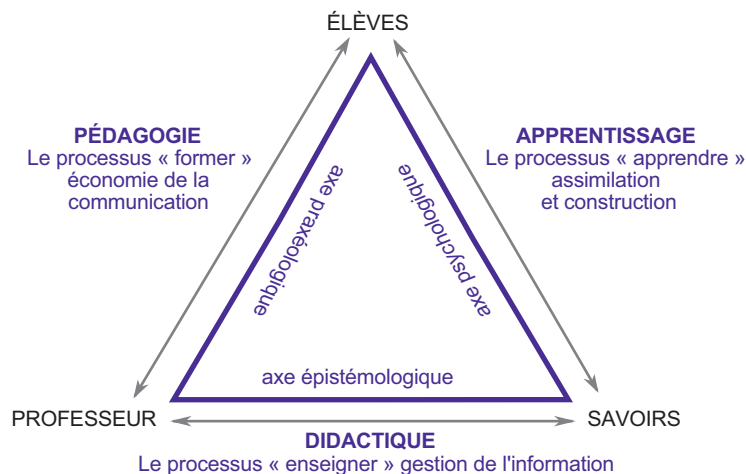 ÉLÈVES
PÉDAGOGIE
Le processus « former »
économie de la
communication
APPRENTISSAGE
Le processus « apprendre »
assimilation
et construction
axe praxéologique
axe psychologique
axe épistémologique
PROFESSEUR
SAVOIRS
DIDACTIQUE
Le processus « enseigner » gestion de l'information